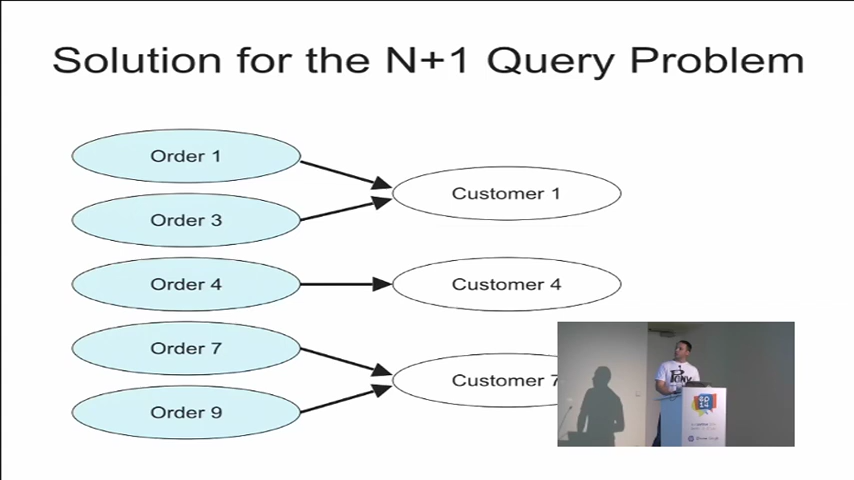 Solution for the N+1 Query Problem
Order 1
Customer 1
Order 3
Order 4
Customer 4
Order 7
Customer 7
Order 9